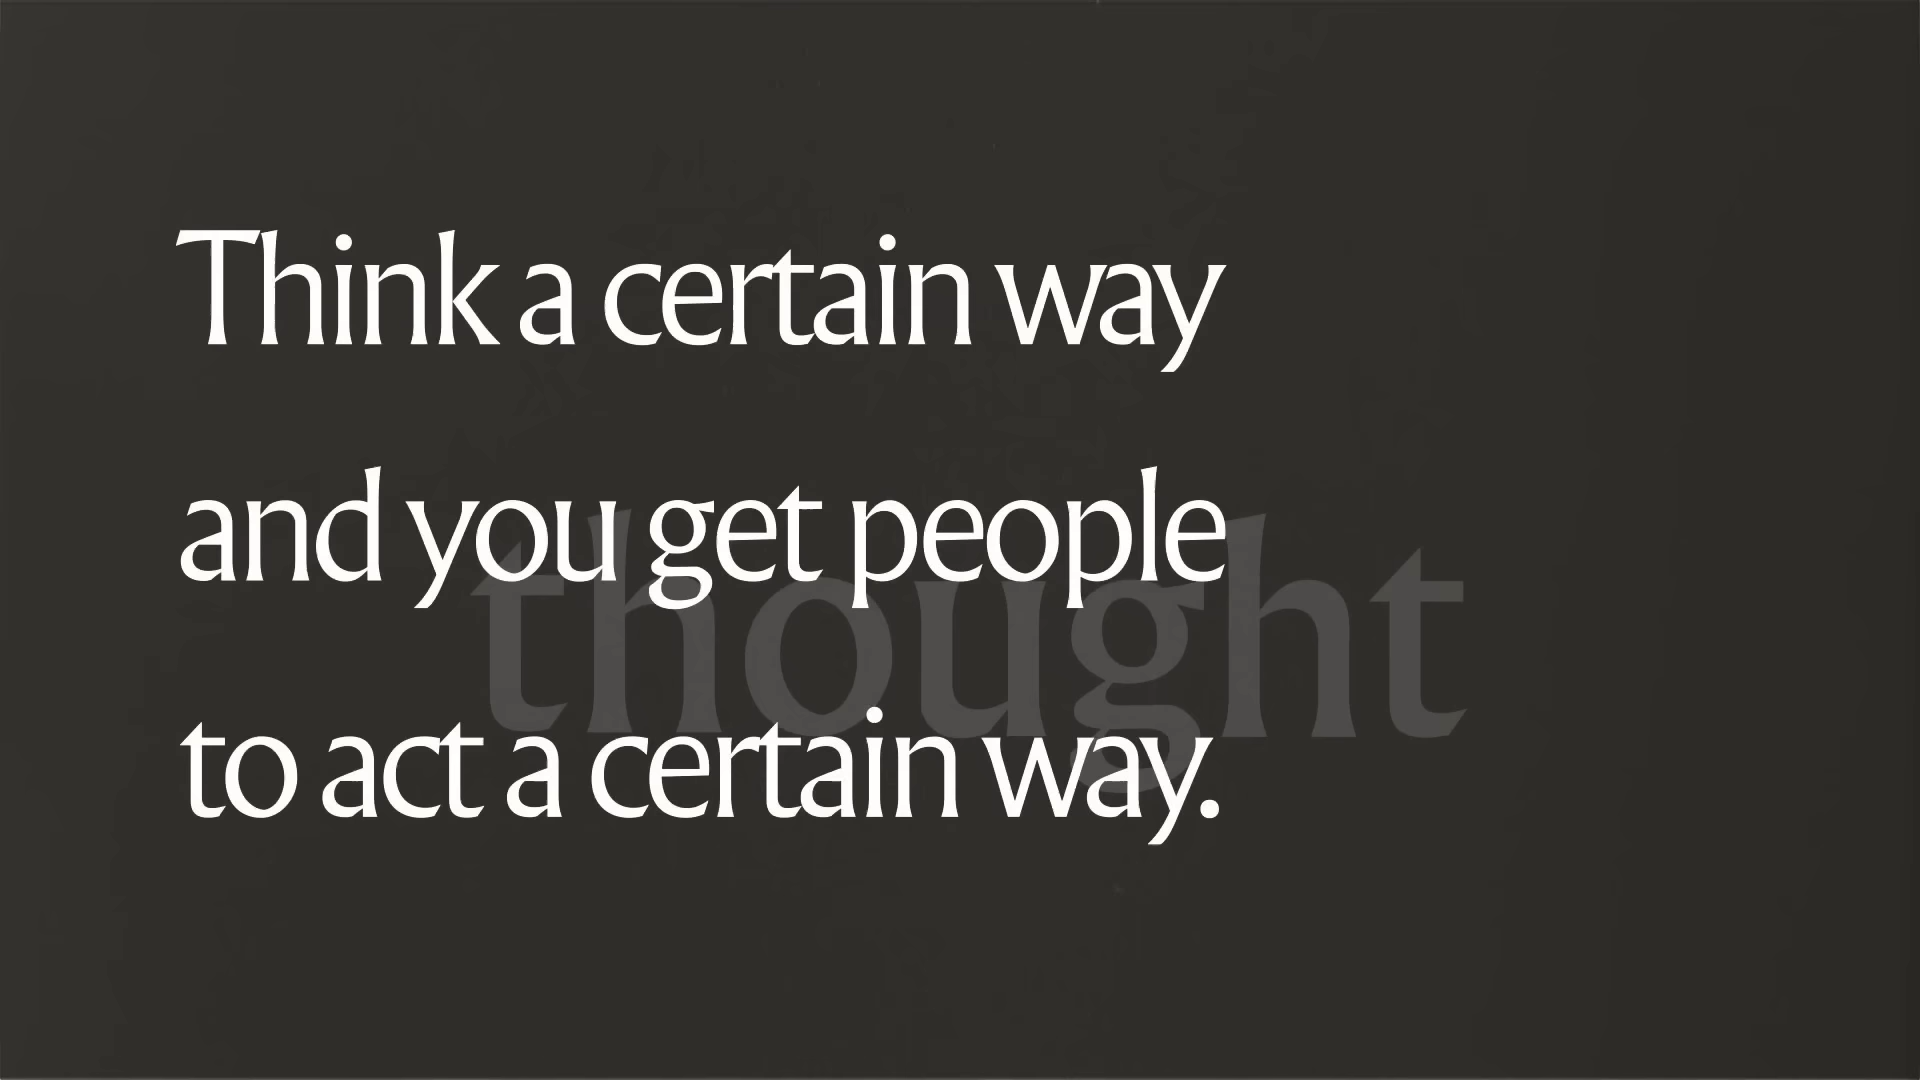 Think a certain way
and you get people
thought
to act a certain way.